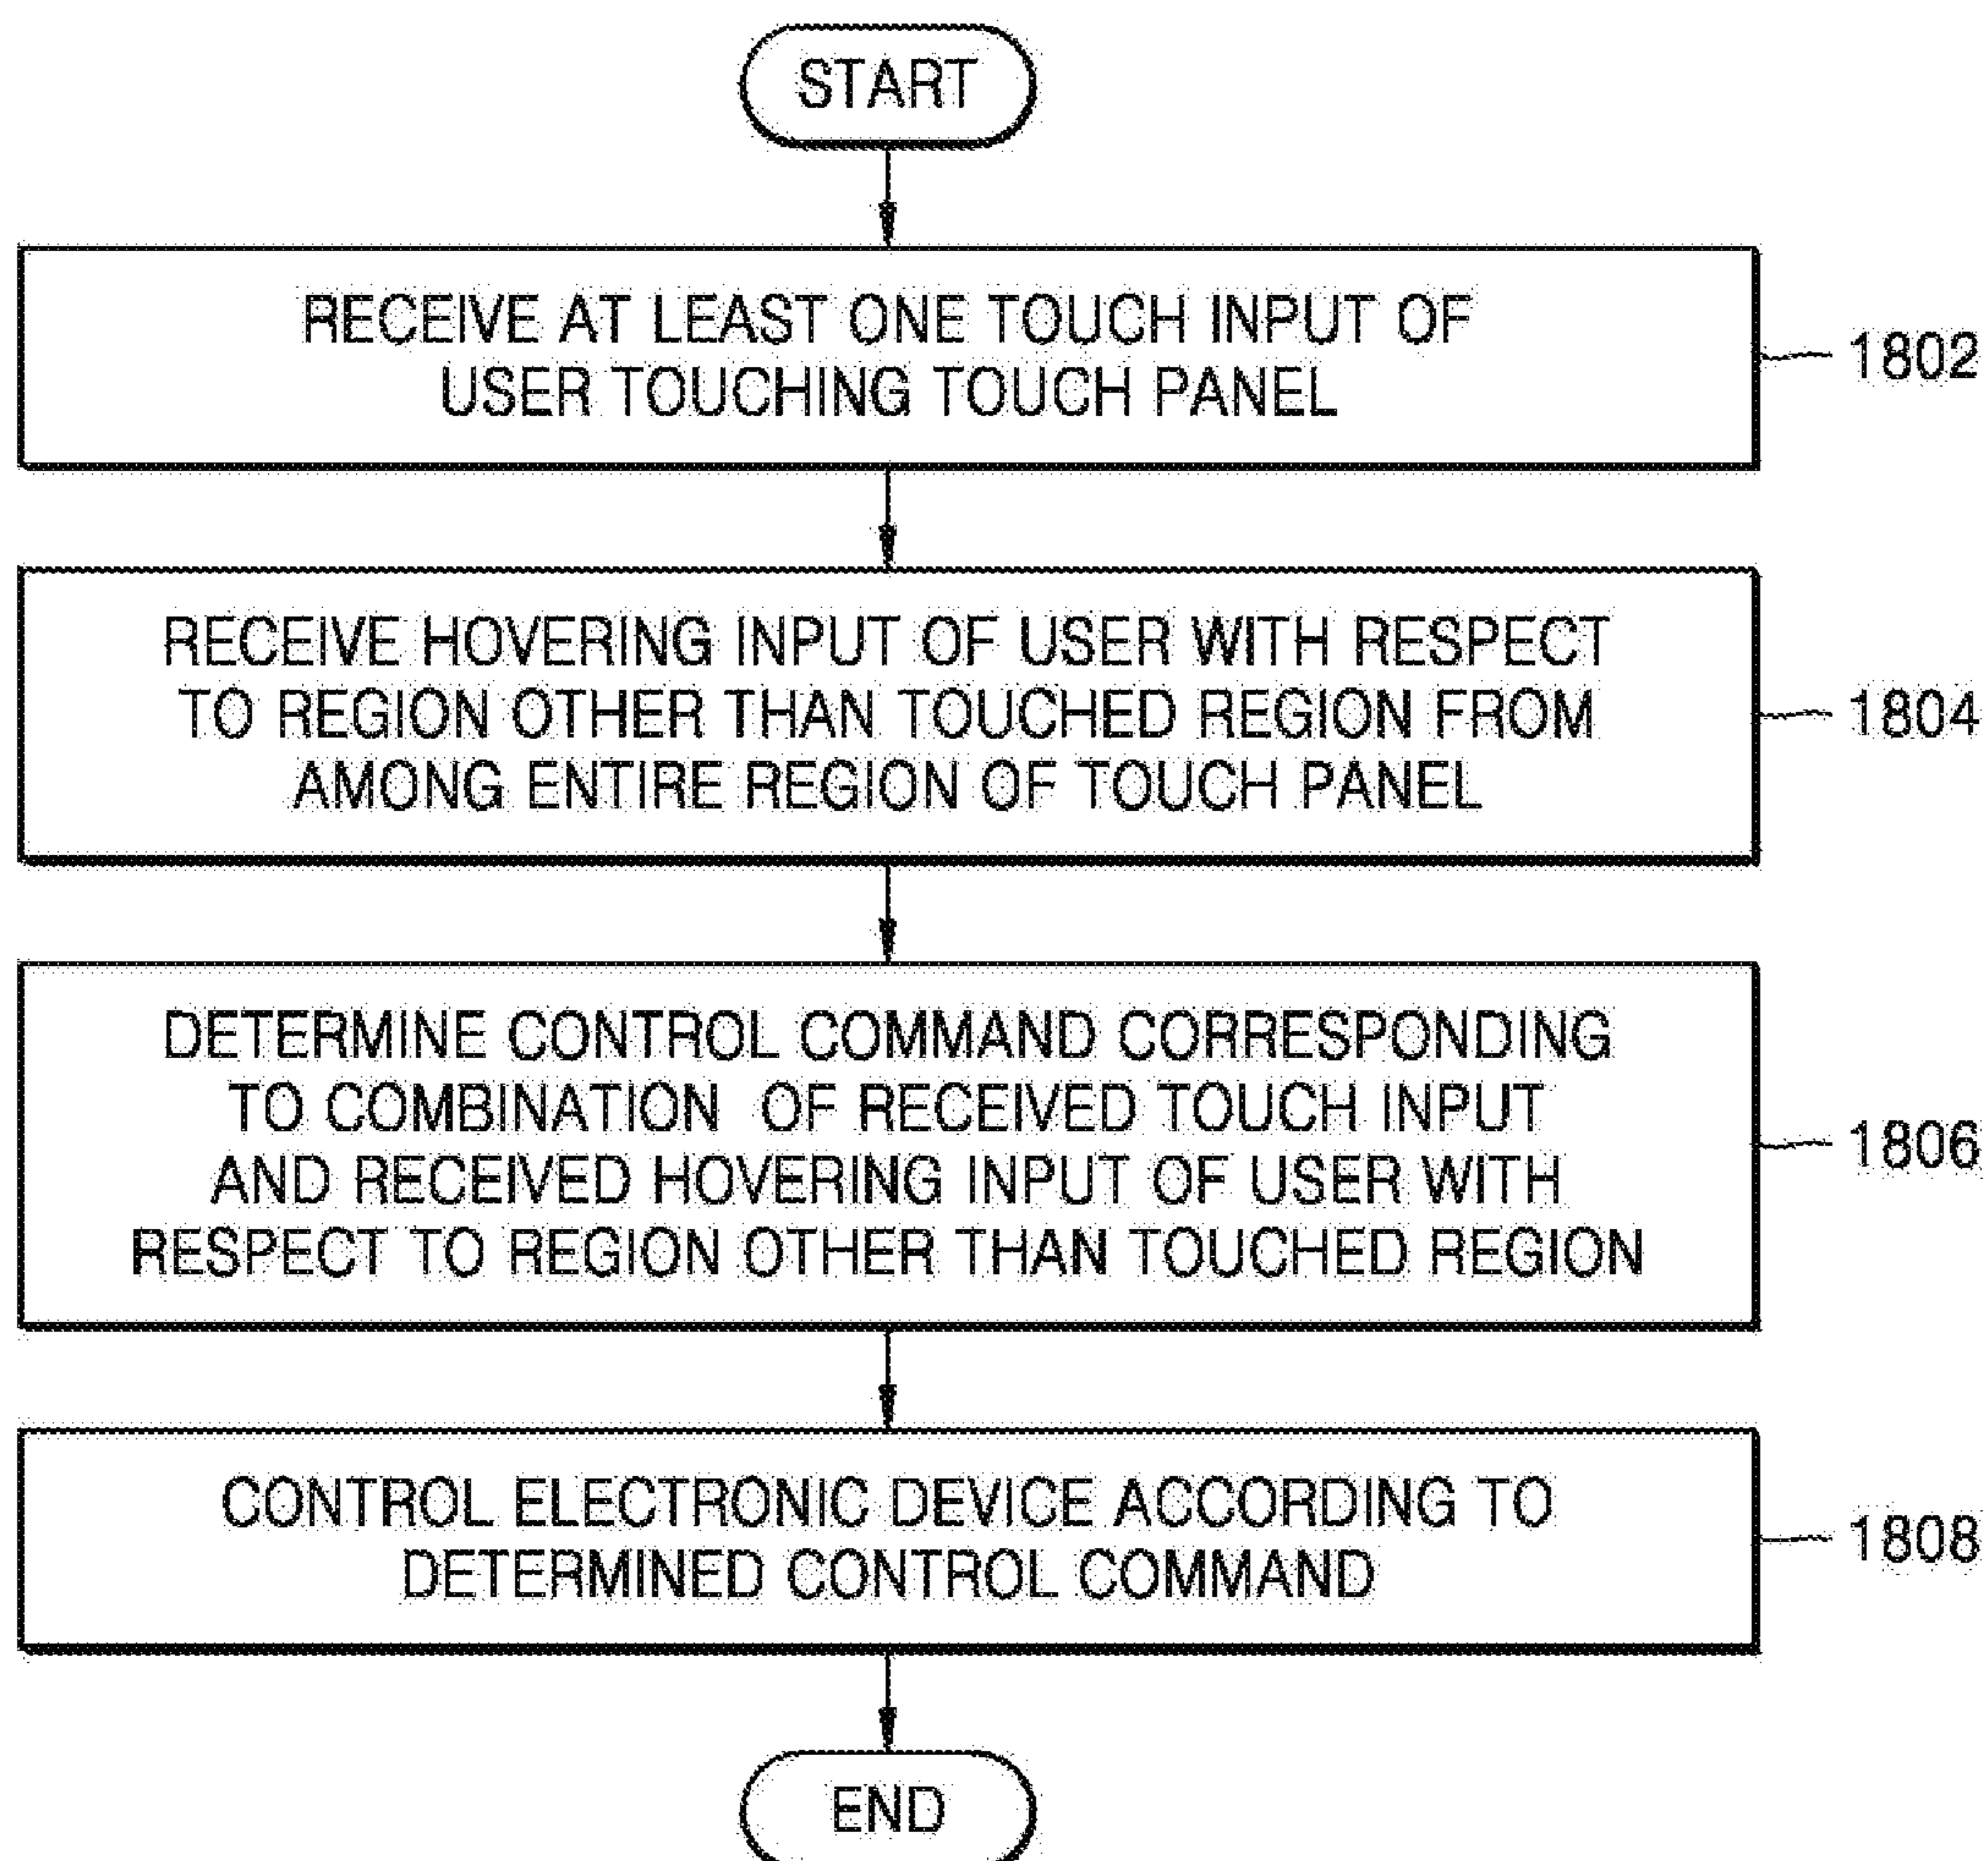 START
RECEIVE AT LEAST ONE TOUCH INPUT OF
USER TOUCHING TOUCH PANEL
1802
RECEIVE HOVERING INPUT OF USER WITH RESPECT
TO REGION OTHER THAN TOUCHED REGION FROM
AMONG ENTIRE REGION OF TOUCH PANEL
1804
DETERMINE CONTROL COMMAND CORRESPONDING
TO COMBINATION OF RECEIVED TOUCH INPUT
AND RECEIVED HOVERING INPUT OF USER WITH
RESPECT TO REGION OTHER THAN TOUCHED REGION
1806
CONTROL ELECTRONIC DEVICE ACCORDING TO
DETERMINED CONTROL COMMAND
1808
END